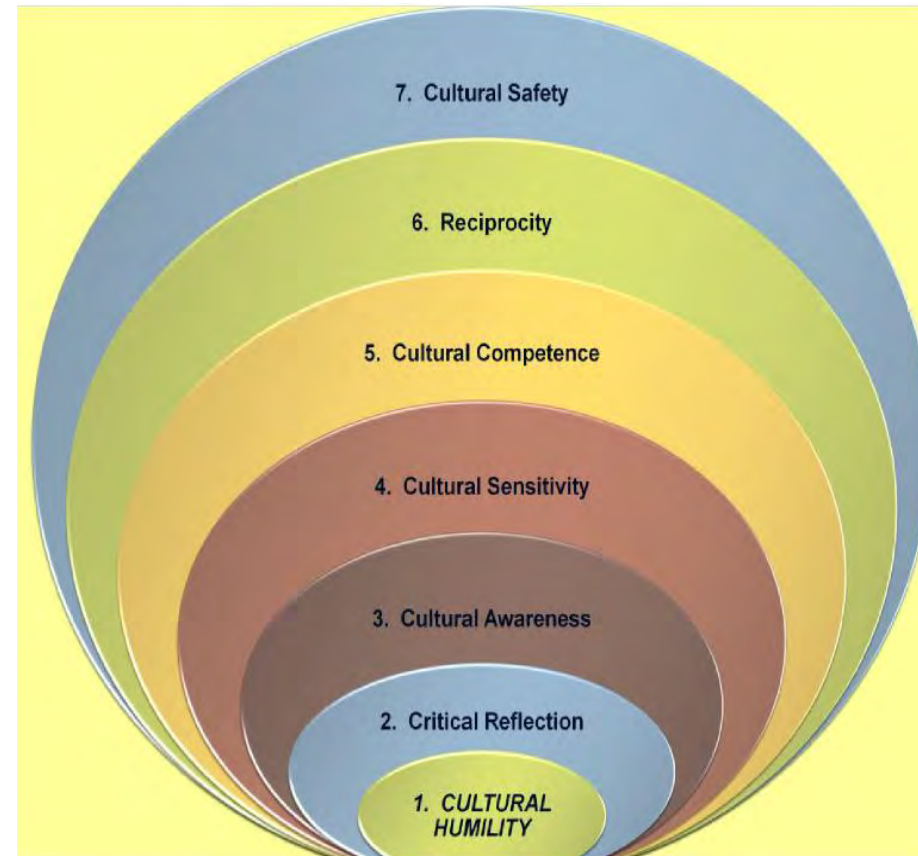 7. Cultural Safety
6. Reciprocity
5. Cultural Competence
4. Cultural Sensitivity
3. Cultural Awareness
2. Critical Reflection
1. CULTURAL
HUMILITY